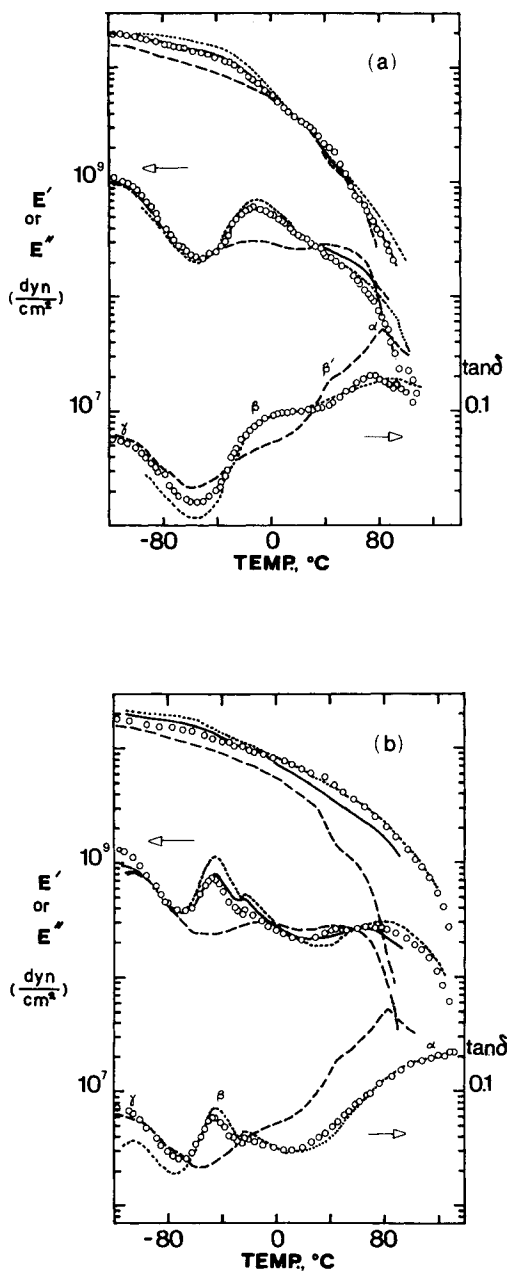 (a)
10⁹
E′
or
E″
(dyn/cm²)
α
β′
β
γ
tanδ
10⁷
0.1
-80 0 80
TEMP., °C
(b)
10⁹
E′
or
E″
(dyn/cm²)
α
β
γ
tanδ
10⁷
0.1
-80 0 80
TEMP., °C